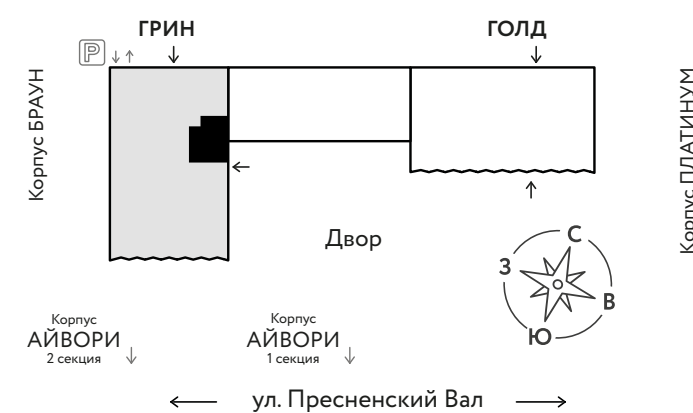 ГРИН
ГОЛД
P
Корпус БРАУН
Корпус ПЛАТИНУМ
Двор
С
З
В
Ю
Корпус
АЙВОРИ
2 секция
Корпус
АЙВОРИ
1 секция
ул. Пресненский Вал